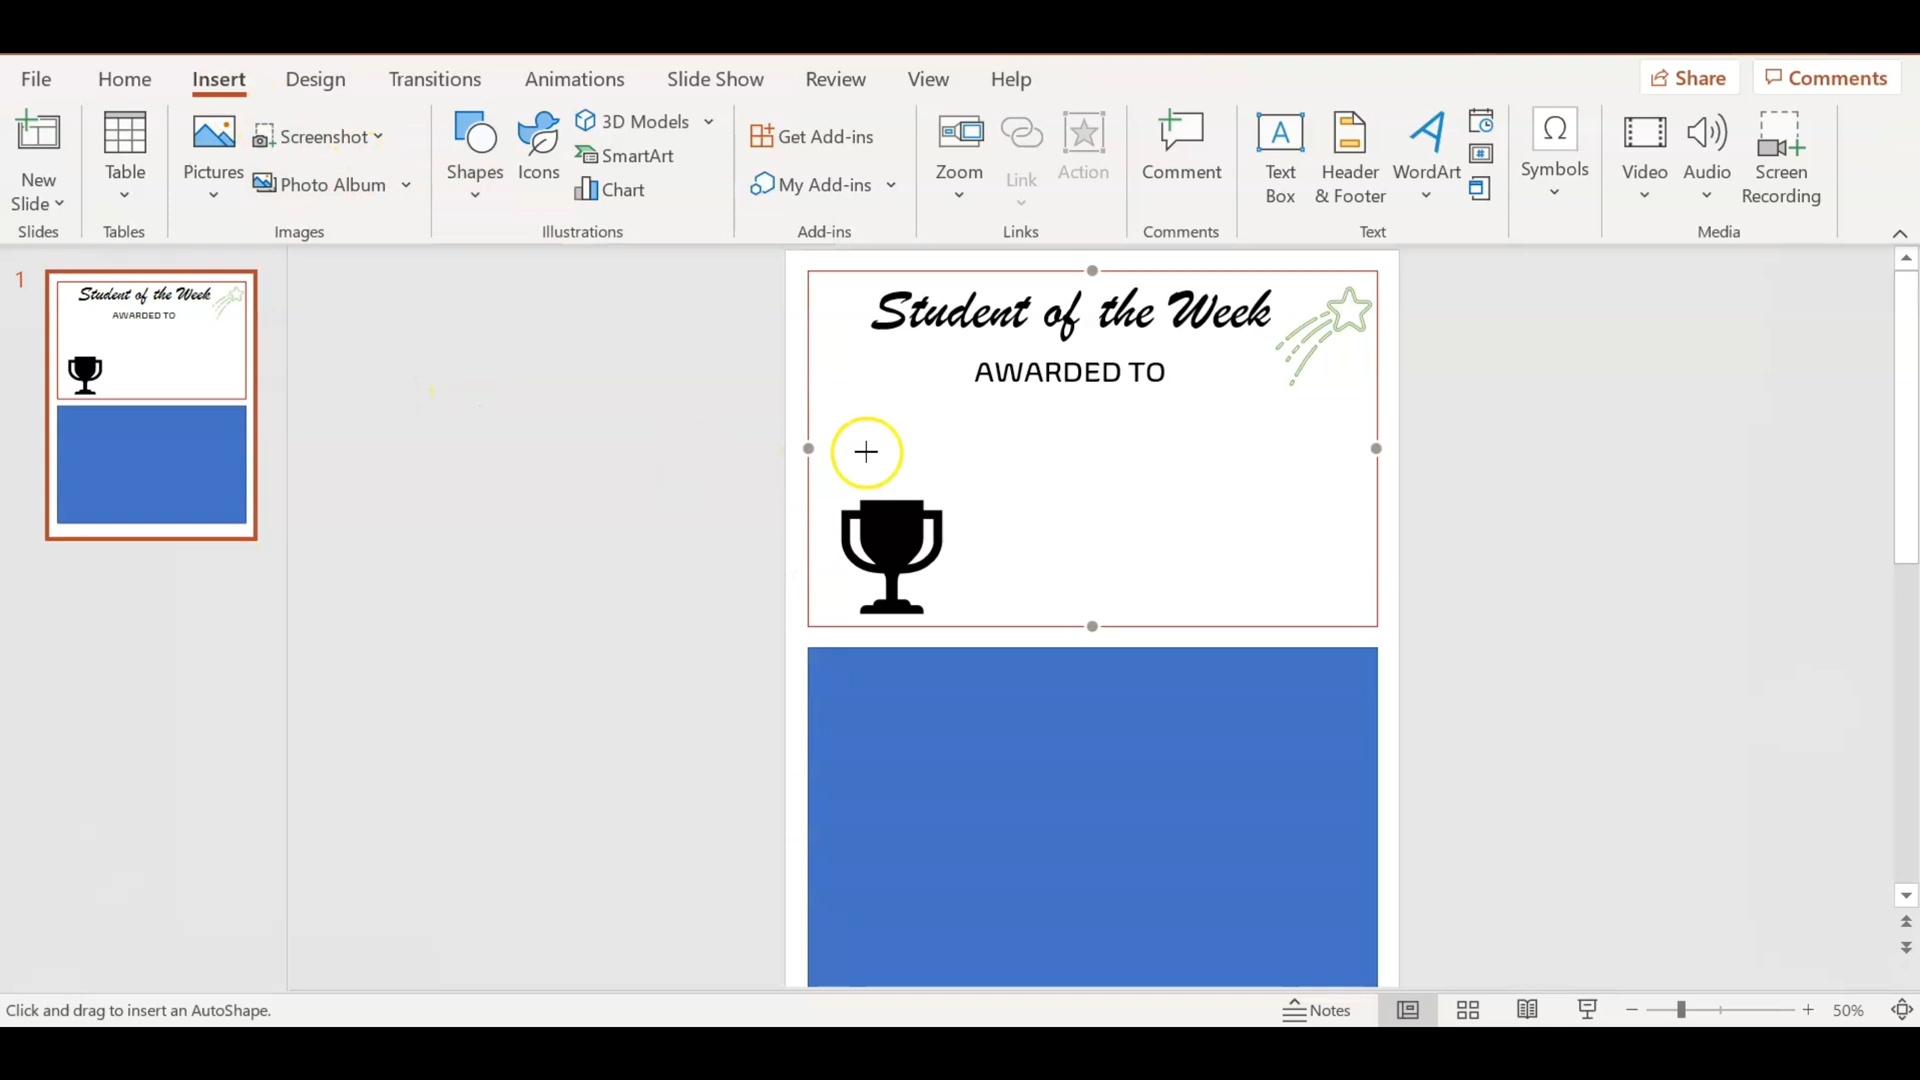 File Home Insert Design Transitions Animations Slide Show Review View Help Share Comments
New Slide
Table
Pictures
Screenshot
Photo Album
Shapes
Icons
3D Models
SmartArt
Chart
Get Add-ins
My Add-ins
Zoom
Link
Action
Comment
A
Text Box
Header & Footer
WordArt
#
Ω
Symbols
Video
Audio
Screen Recording
Slides Tables Images Illustrations Add-ins Links Comments Text Media
1
Student of the Week
AWARDED TO
Student of the Week
AWARDED TO
Click and drag to insert an AutoShape.
Notes
50%